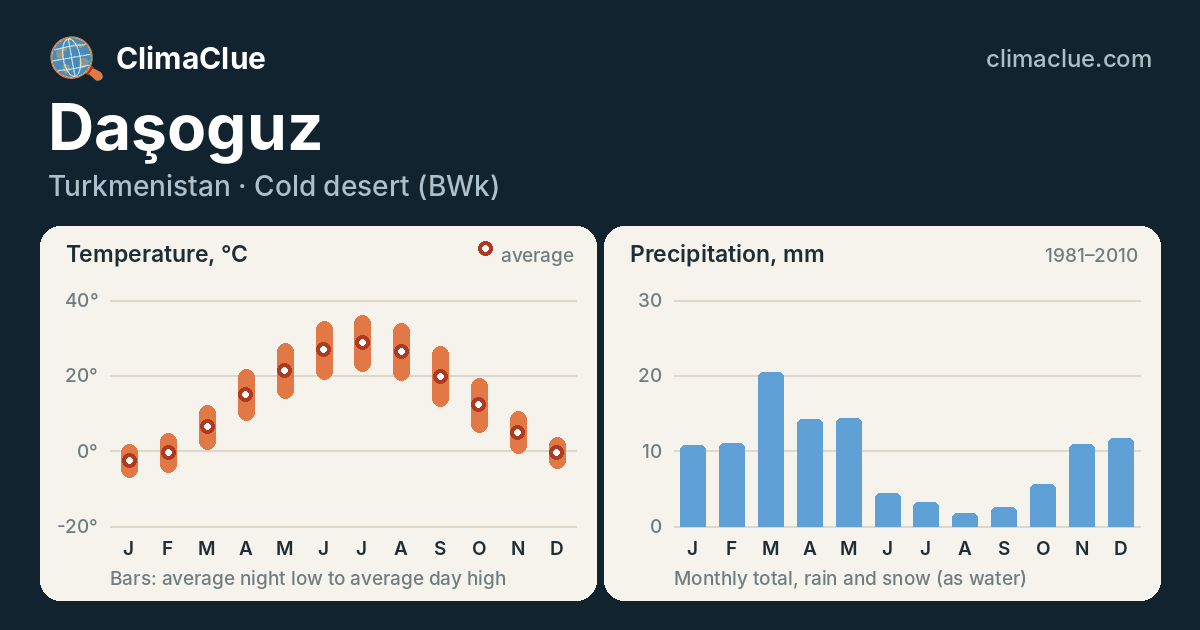 ClimaClue
climaclue.com
Daşoguz
Turkmenistan · Cold desert (BWk)
Temperature, °C
average
40°
20°
0°
-20°
J F M A M J J A S O N D
Bars: average night low to average day high
Precipitation, mm
1981–2010
30
20
10
0
J F M A M J J A S O N D
Monthly total, rain and snow (as water)